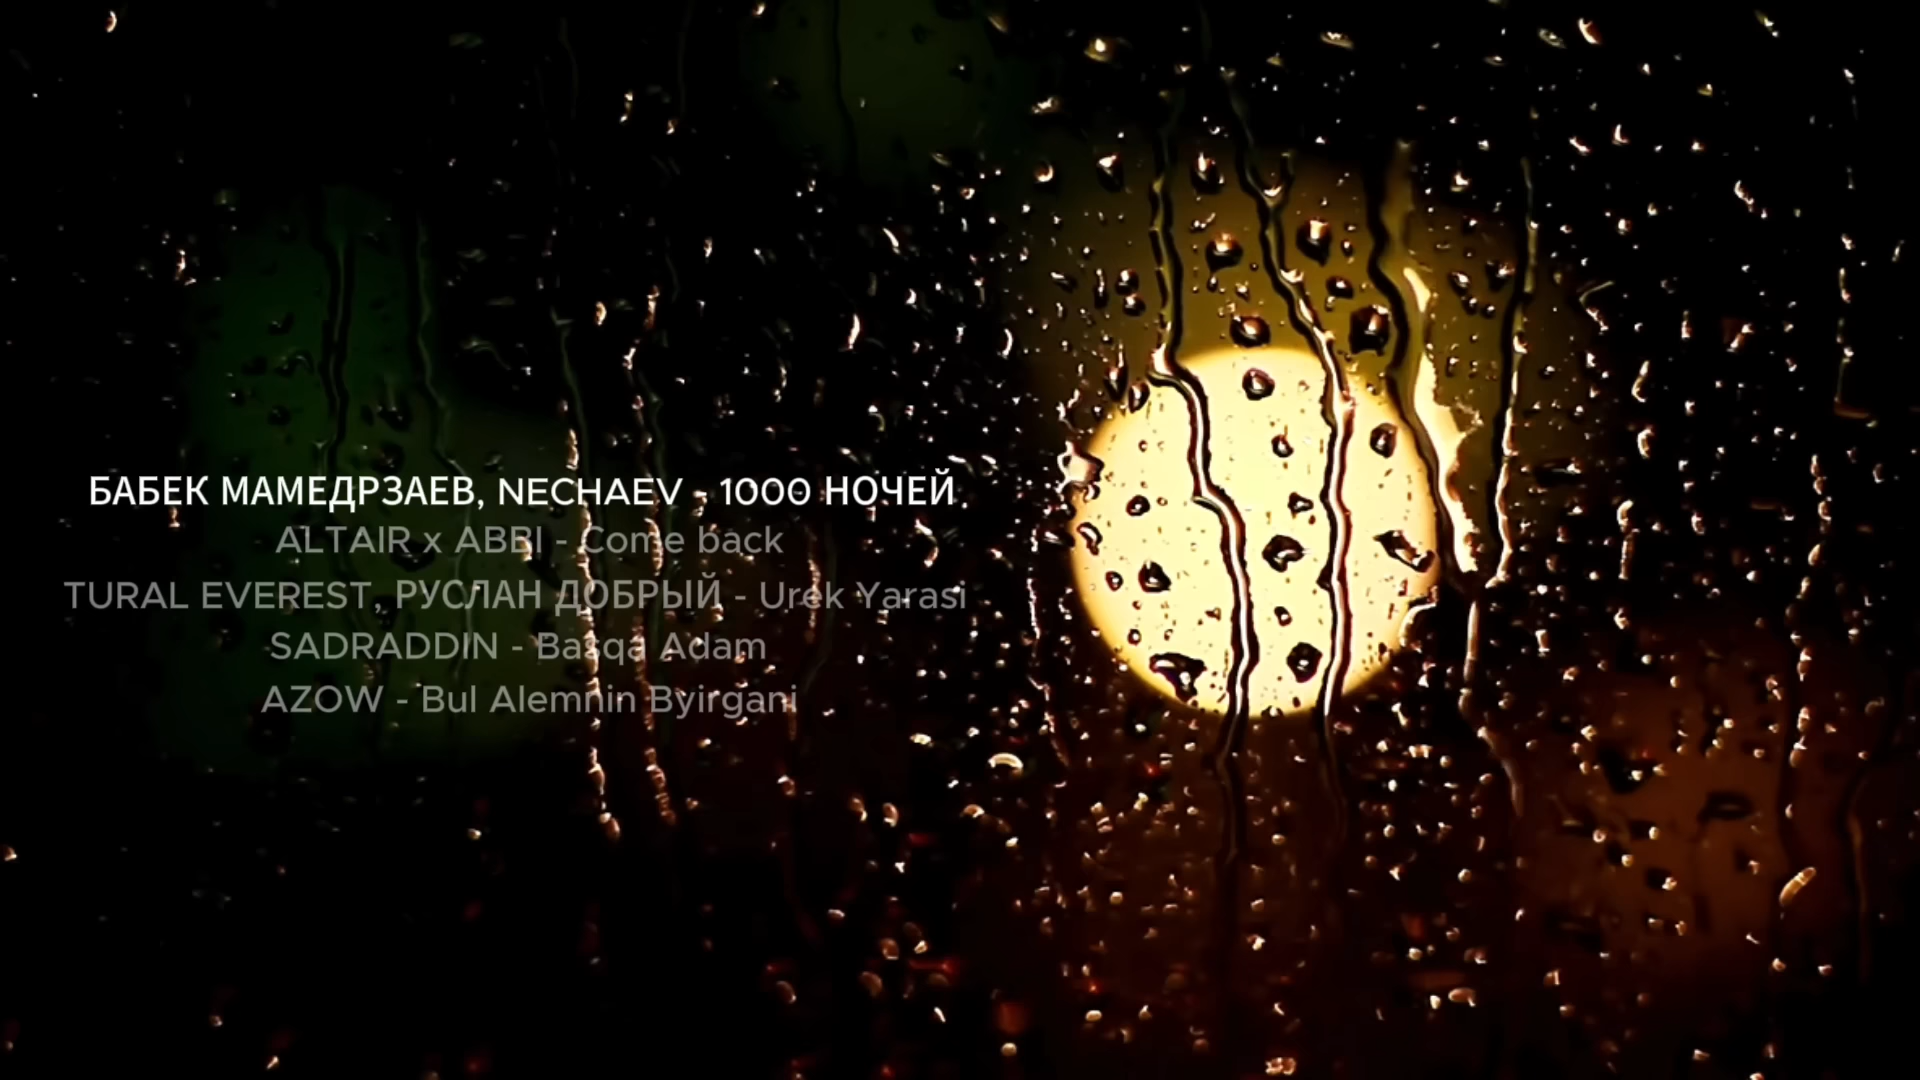 БАБЕК МАМЕДРЗАЕВ, NECHAEV - 1000 НОЧЕЙ
ALTAIR x ABBI - Come back
TURAL EVEREST, РУСЛАН ДОБРЫЙ - Urek Yarasi
SADRADDIN - Basqa Adam
AZOW - Bul Alemnin Byirgani